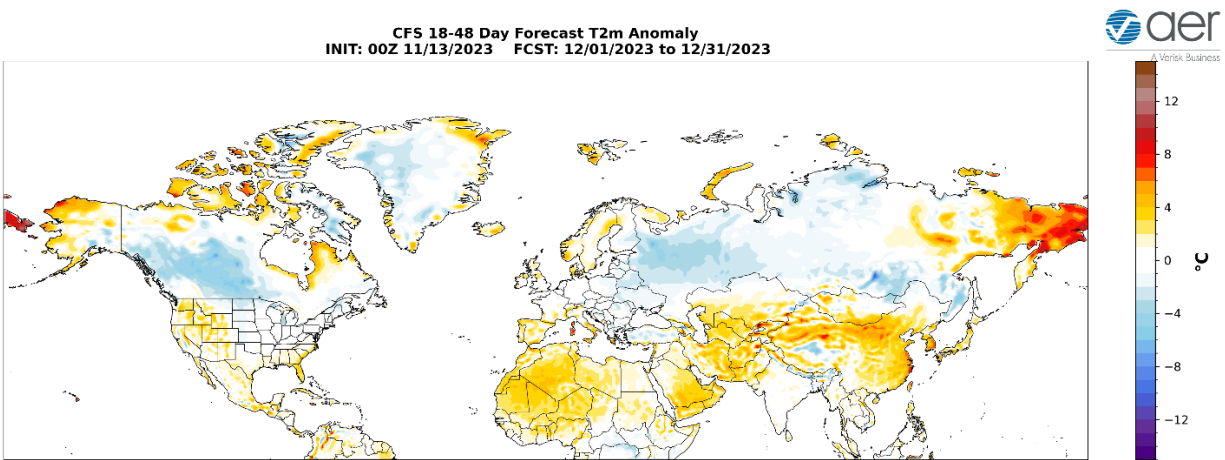 CFS 18-48 Day Forecast T2m Anomaly
INIT: 00Z 11/13/2023 FCST: 12/01/2023 to 12/31/2023
aer
A Verisk Business
12
8
4
0
−4
−8
−12
°C